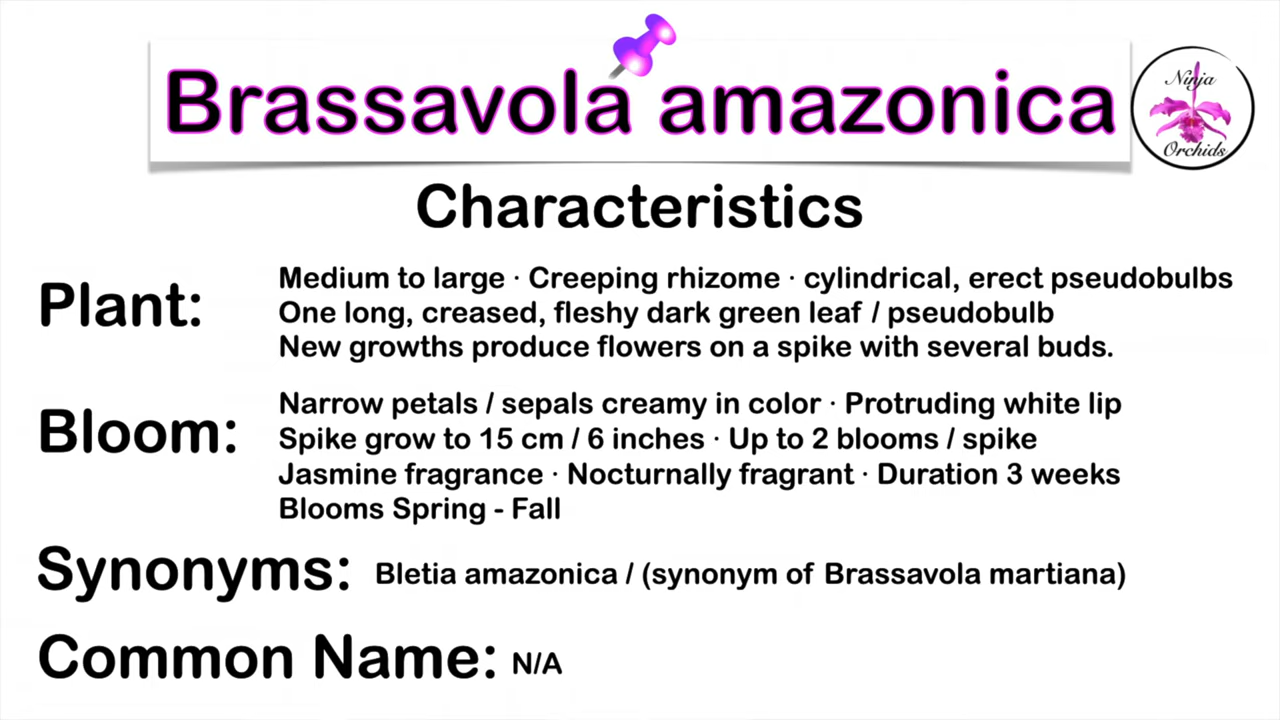 Brassavola amazonica
Ninja
Orchids
Characteristics
Plant:
Medium to large · Creeping rhizome · cylindrical, erect pseudobulbs
One long, creased, fleshy dark green leaf / pseudobulb
New growths produce flowers on a spike with several buds.
Bloom:
Narrow petals / sepals creamy in color · Protruding white lip
Spike grow to 15 cm / 6 inches · Up to 2 blooms / spike
Jasmine fragrance · Nocturnally fragrant · Duration 3 weeks
Blooms Spring - Fall
Synonyms: Bletia amazonica / (synonym of Brassavola martiana)
Common Name: N/A